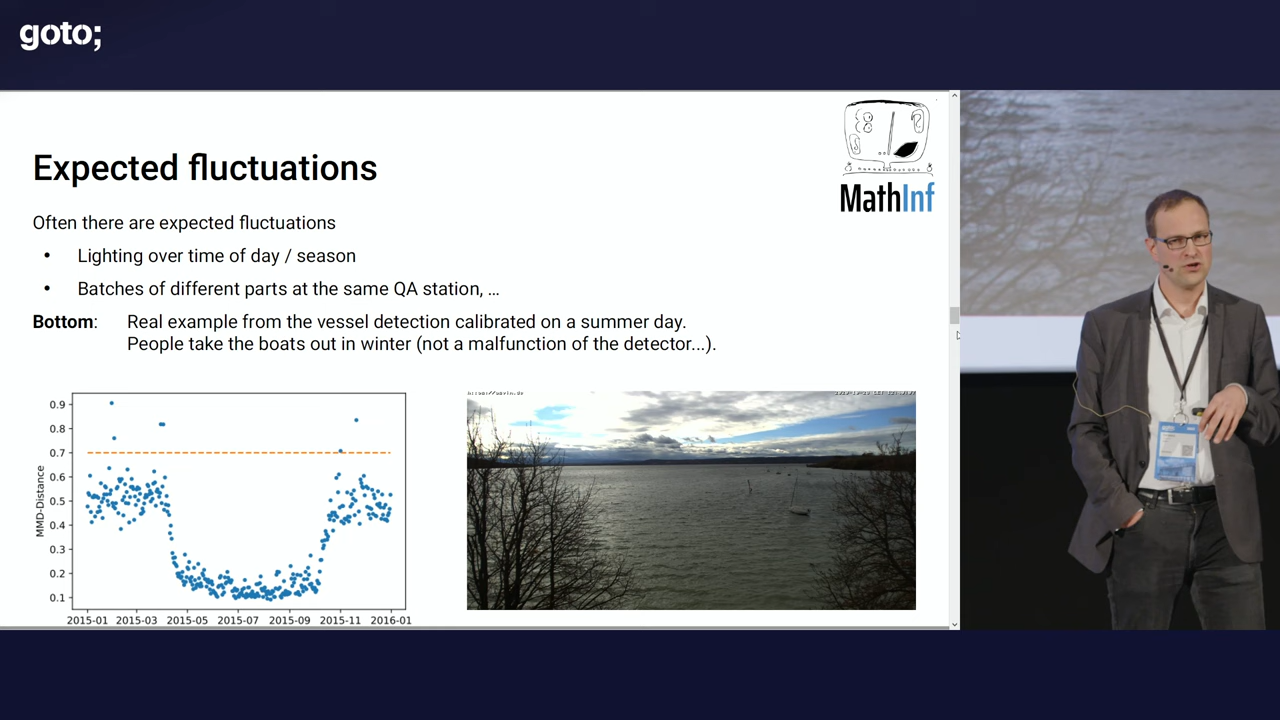 goto;
MathInf
Expected fluctuations
Often there are expected fluctuations
• Lighting over time of day / season
• Batches of different parts at the same QA station, ...
Bottom: Real example from the vessel detection calibrated on a summer day.
People take the boats out in winter (not a malfunction of the detector...).
0.9
0.8
0.7
0.6
0.5
0.4
0.3
0.2
0.1
MMD-Distance
2015-01 2015-03 2015-05 2015-07 2015-09 2015-11 2016-01